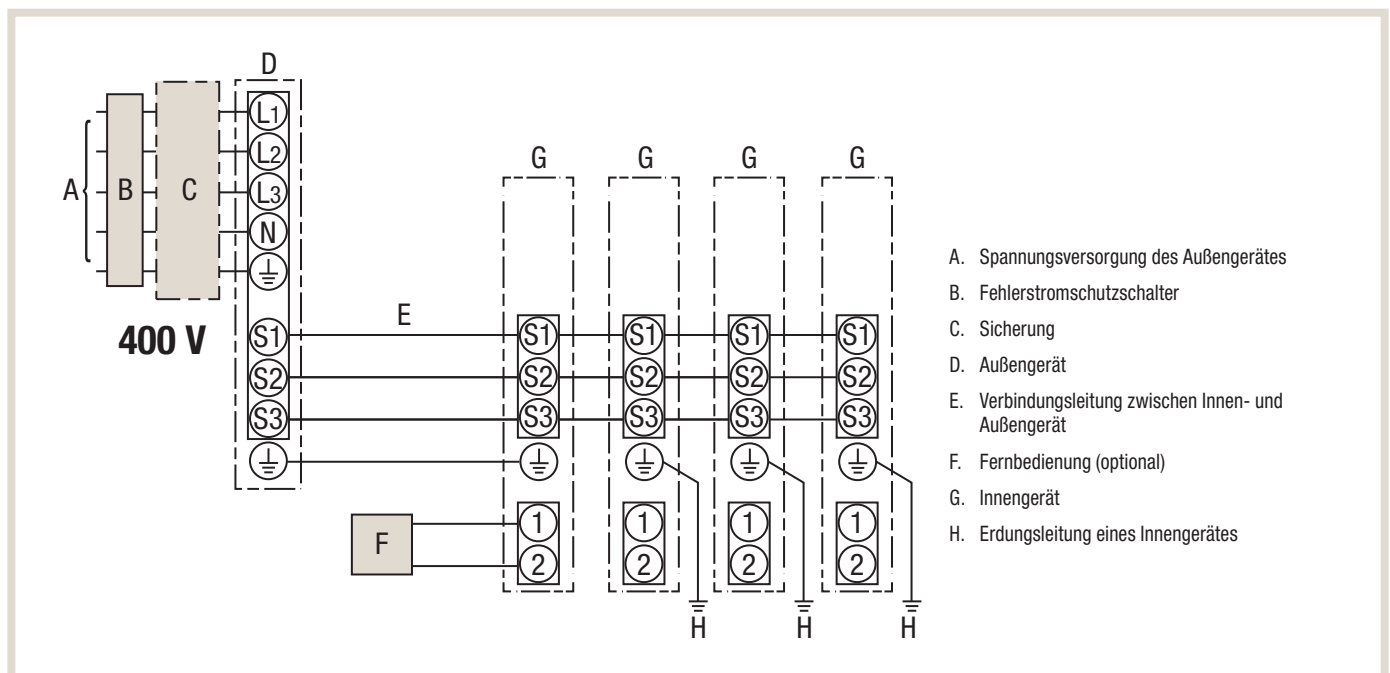 D
L1
L2
L3
N
A
B
C
400 V
S1
S2
S3
E
G G G G
S1 S1 S1 S1
S2 S2 S2 S2
S3 S3 S3 S3
F
1 1 1 1
2 2 2 2
H H H
A. Spannungsversorgung des Außengerätes
B. Fehlerstromschutzschalter
C. Sicherung
D. Außengerät
E. Verbindungsleitung zwischen Innen- und
Außengerät
F. Fernbedienung (optional)
G. Innengerät
H. Erdungsleitung eines Innengerätes